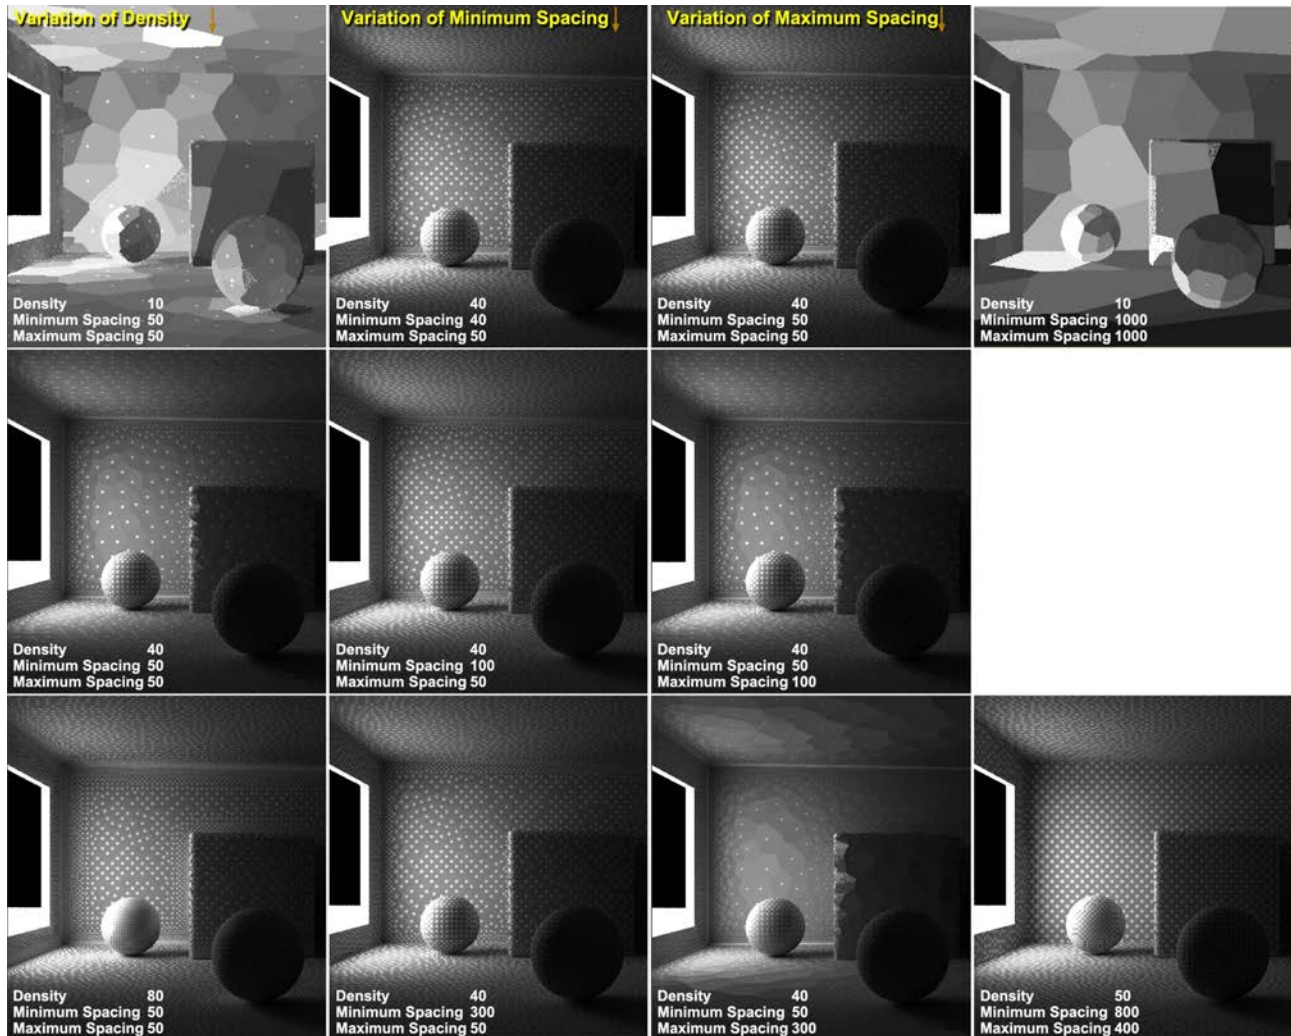 Variation of Density
Variation of Minimum Spacing
Variation of Maximum Spacing
Density 10
Minimum Spacing 50
Maximum Spacing 50
Density 40
Minimum Spacing 40
Maximum Spacing 50
Density 40
Minimum Spacing 50
Maximum Spacing 50
Density 10
Minimum Spacing 1000
Maximum Spacing 1000
Density 40
Minimum Spacing 50
Maximum Spacing 50
Density 40
Minimum Spacing 100
Maximum Spacing 50
Density 40
Minimum Spacing 50
Maximum Spacing 100
Density 80
Minimum Spacing 50
Maximum Spacing 50
Density 40
Minimum Spacing 300
Maximum Spacing 50
Density 40
Minimum Spacing 50
Maximum Spacing 300
Density 50
Minimum Spacing 800
Maximum Spacing 400